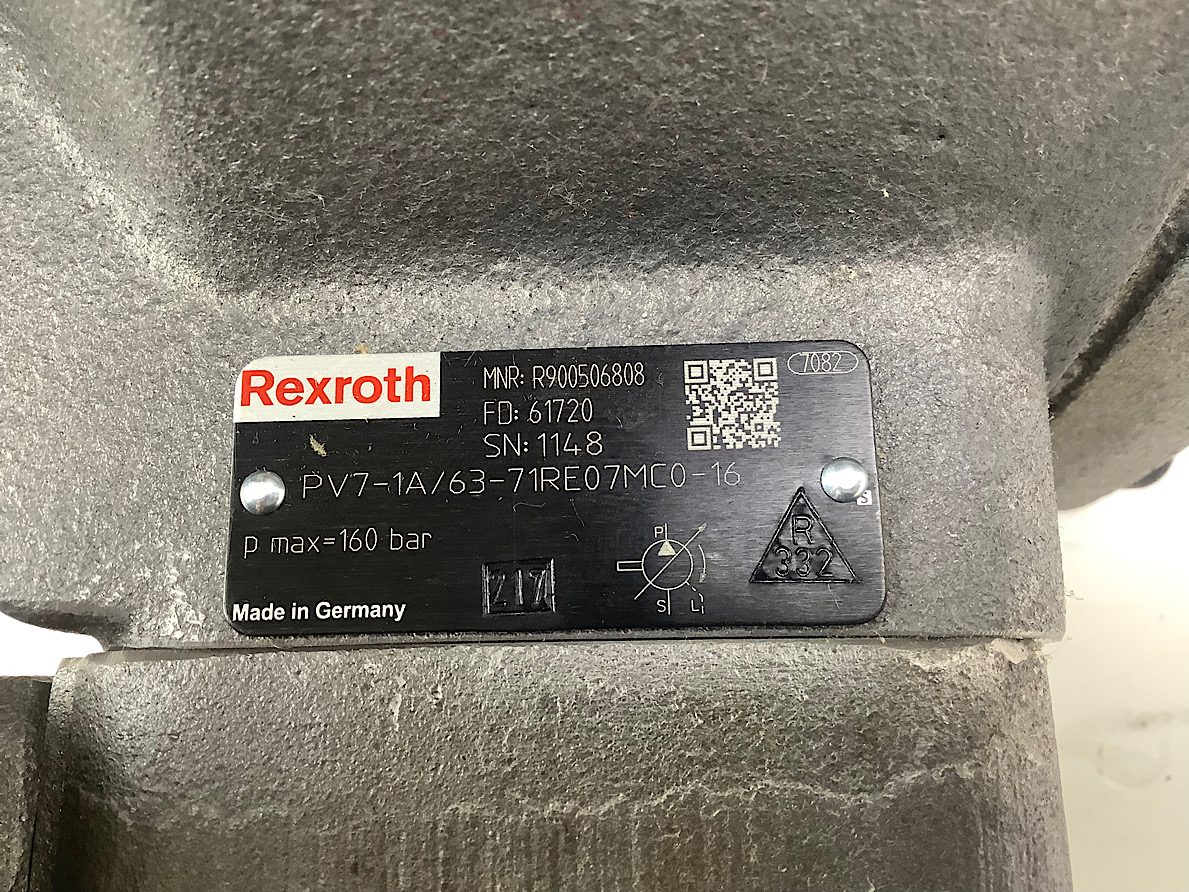 Rexroth
MNR: R900506808
7082
FD: 61720
SN: 1148
PV7-1A/63-71RE07MC0-16
S
p max=160 bar
P
R
332
217
S L
Made in Germany